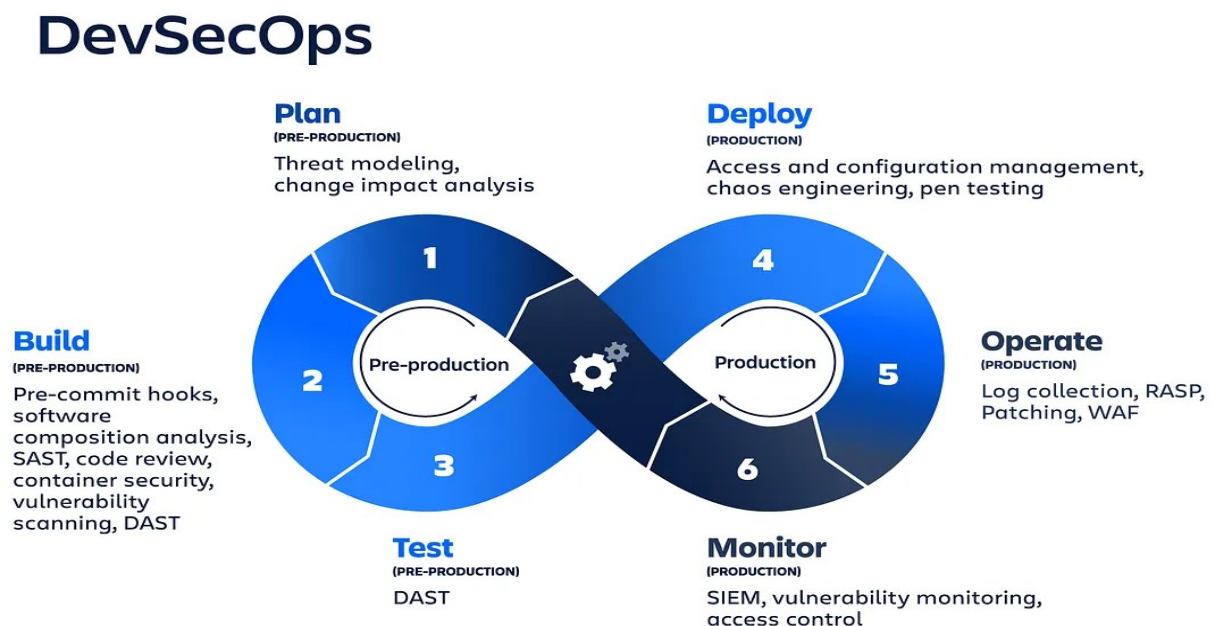 DevSecOps
Plan
(PRE-PRODUCTION)
Threat modeling,
change impact analysis
Deploy
(PRODUCTION)
Access and configuration management,
chaos engineering, pen testing
1
4
Build
(PRE-PRODUCTION)
Pre-commit hooks,
software
composition analysis,
SAST, code review,
container security,
vulnerability
scanning, DAST
2
Pre-production
Production
5
Operate
(PRODUCTION)
Log collection, RASP,
Patching, WAF
3
6
Test
(PRE-PRODUCTION)
DAST
Monitor
(PRODUCTION)
SIEM, vulnerability monitoring,
access control